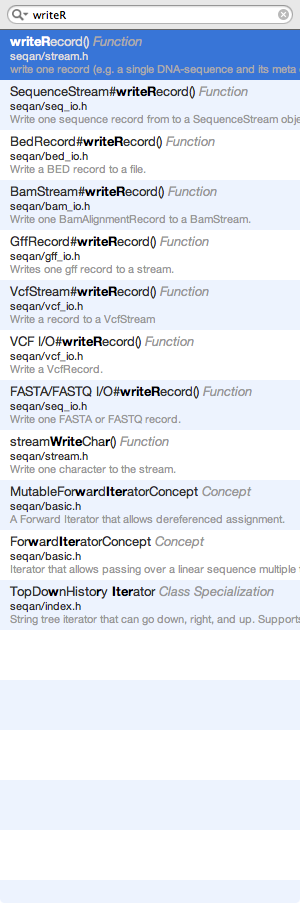 writeR
writeRecord() Function
seqan/stream.h
write one record (e.g. a single DNA-sequence and its meta
SequenceStream#writeRecord() Function
seqan/seq_io.h
Write one sequence record from to a SequenceStream obje
BedRecord#writeRecord() Function
seqan/bed_io.h
Write a BED record to a file.
BamStream#writeRecord() Function
seqan/bam_io.h
Write one BamAlignmentRecord to a BamStream.
GffRecord#writeRecord() Function
seqan/gff_io.h
Writes one gff record to a stream.
VcfStream#writeRecord() Function
seqan/vcf_io.h
Write a record to a VcfStream
VCF I/O#writeRecord() Function
seqan/vcf_io.h
Write a VcfRecord.
FASTA/FASTQ I/O#writeRecord() Function
seqan/seq_io.h
Write one FASTA or FASTQ record.
streamWriteChar() Function
seqan/stream.h
Write one character to the stream.
MutableForwardIteratorConcept Concept
seqan/basic.h
A Forward Iterator that allows dereferenced assignment.
ForwardIteratorConcept Concept
seqan/basic.h
Iterator that allows passing over a linear sequence multiple
TopDownHistory Iterator Class Specialization
seqan/index.h
String tree iterator that can go down, right, and up. Supports